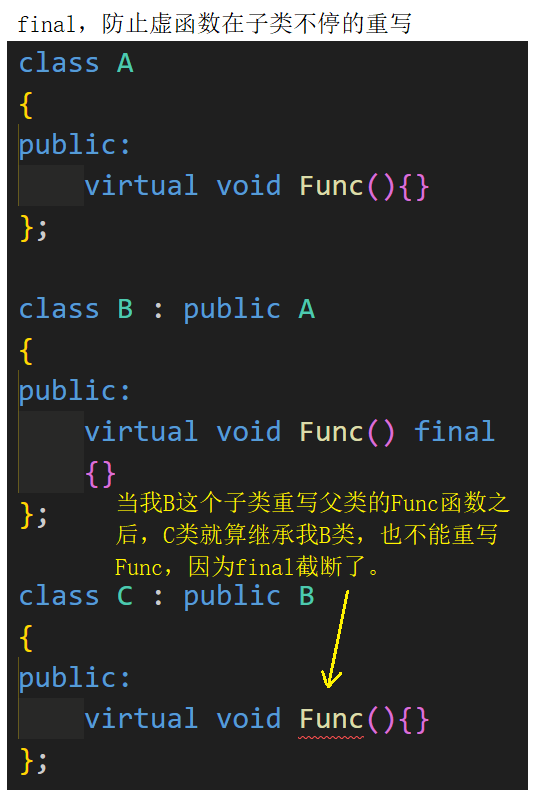 final，防止虚函数在子类不停的重写
class A
{
public:
    virtual void Func(){}
};
class B : public A
{
public:
    virtual void Func() final
    {}
};
当我B这个子类重写父类的Func函数之
后，C类就算继承我B类，也不能重写
Func，因为final截断了。
class C : public B
{
public:
    virtual void Func(){}
};